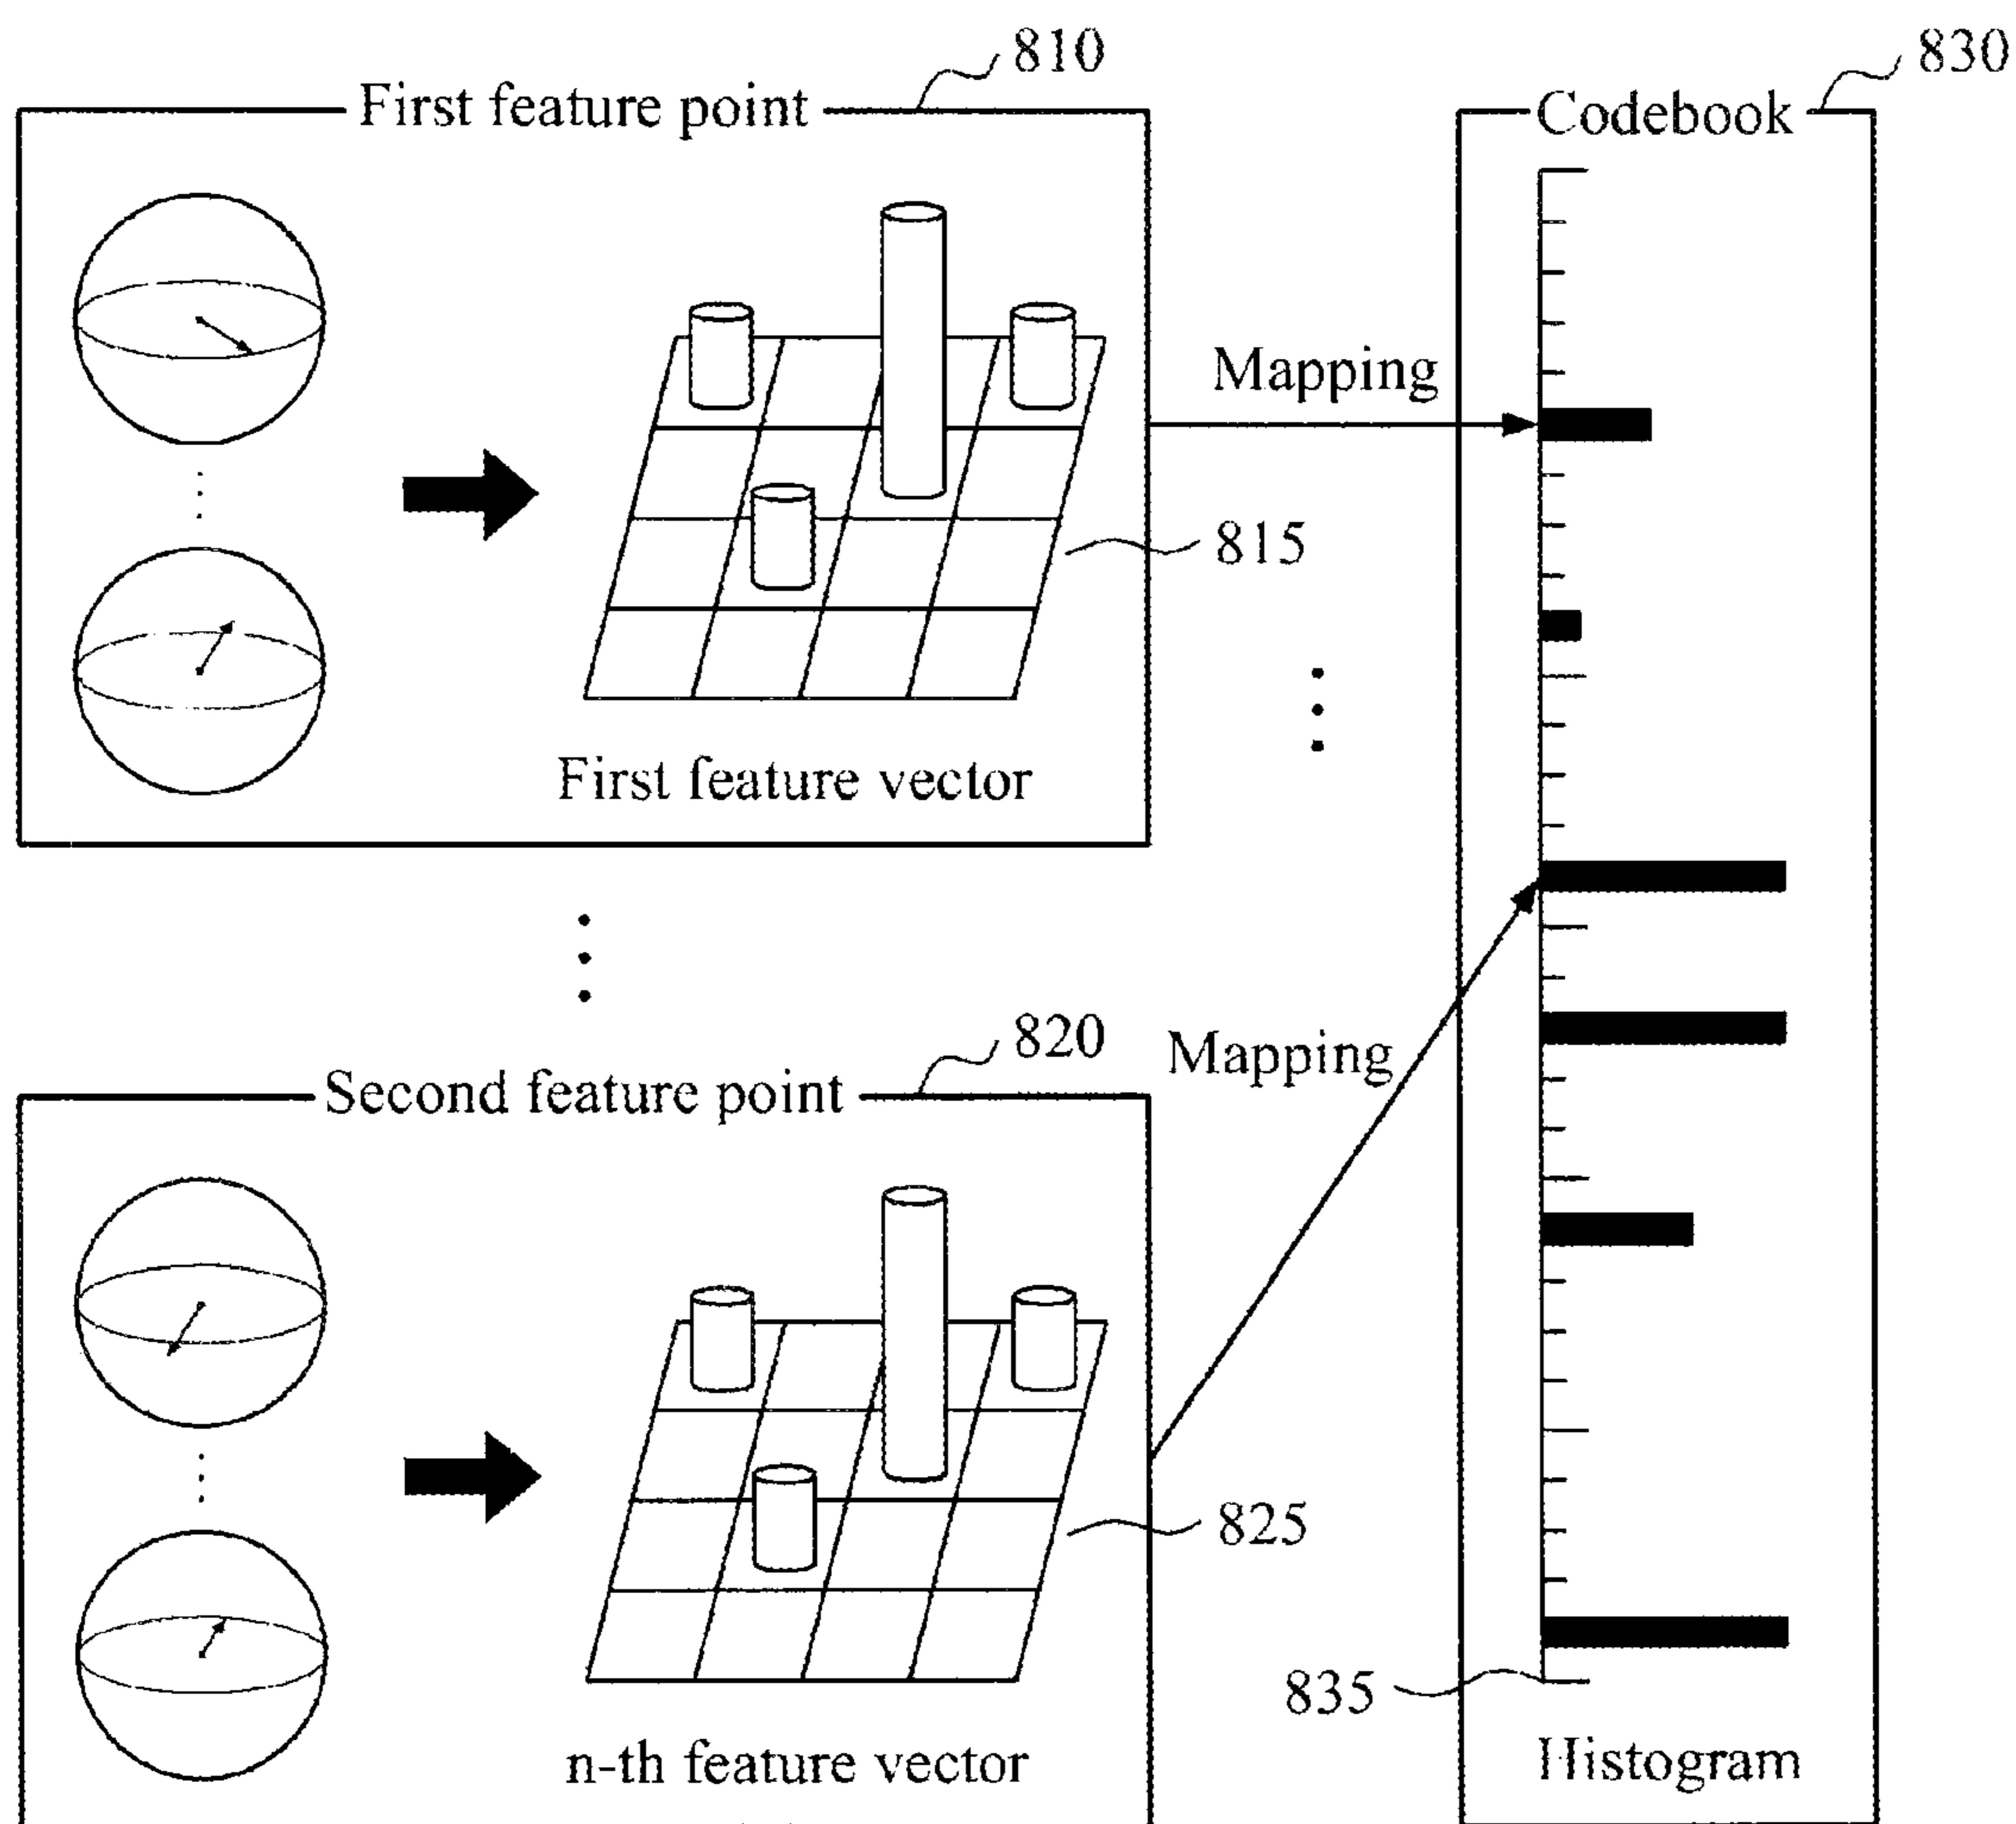 810
830
First feature point
Codebook
Mapping
815
First feature vector
820
Mapping
Second feature point
825
835
n-th feature vector
Histogram